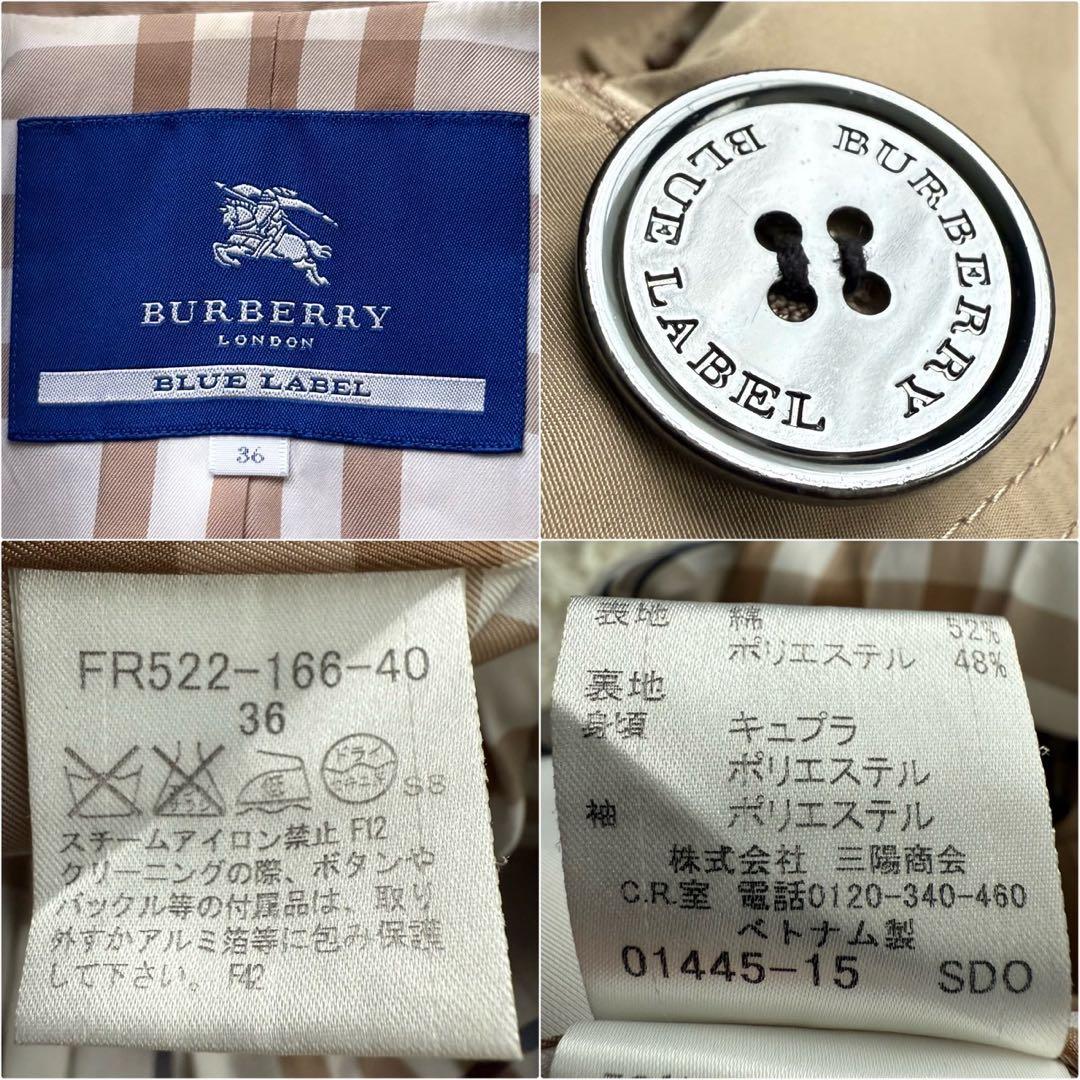 BURBERRY
LONDON
BLUE LABEL
36
BURBERRY
BLUE LABEL
FR522-166-40
36
低
ドライ
S8
スチームアイロン禁止 F12
クリーニングの際、ボタンや
バックル等の付属品は、取り
外すかアルミ箔等に包み保護
して下さい。 F42
表地 綿 52%
ポリエステル 48%
裏地
身頃 キュプラ
ポリエステル
袖 ポリエステル
株式会社 三陽商会
C.R.室 電話0120-340-460
ベトナム製
01445-15 SDO